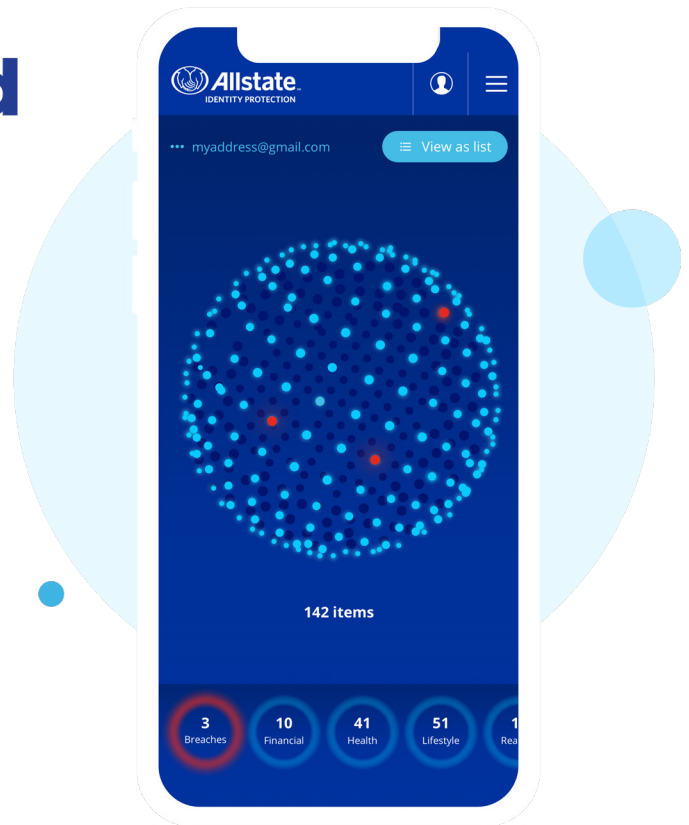 Allstate
IDENTITY PROTECTION
myaddress@gmail.com
View as list
142 items
3
Breaches
10
Financial
41
Health
51
Lifestyle